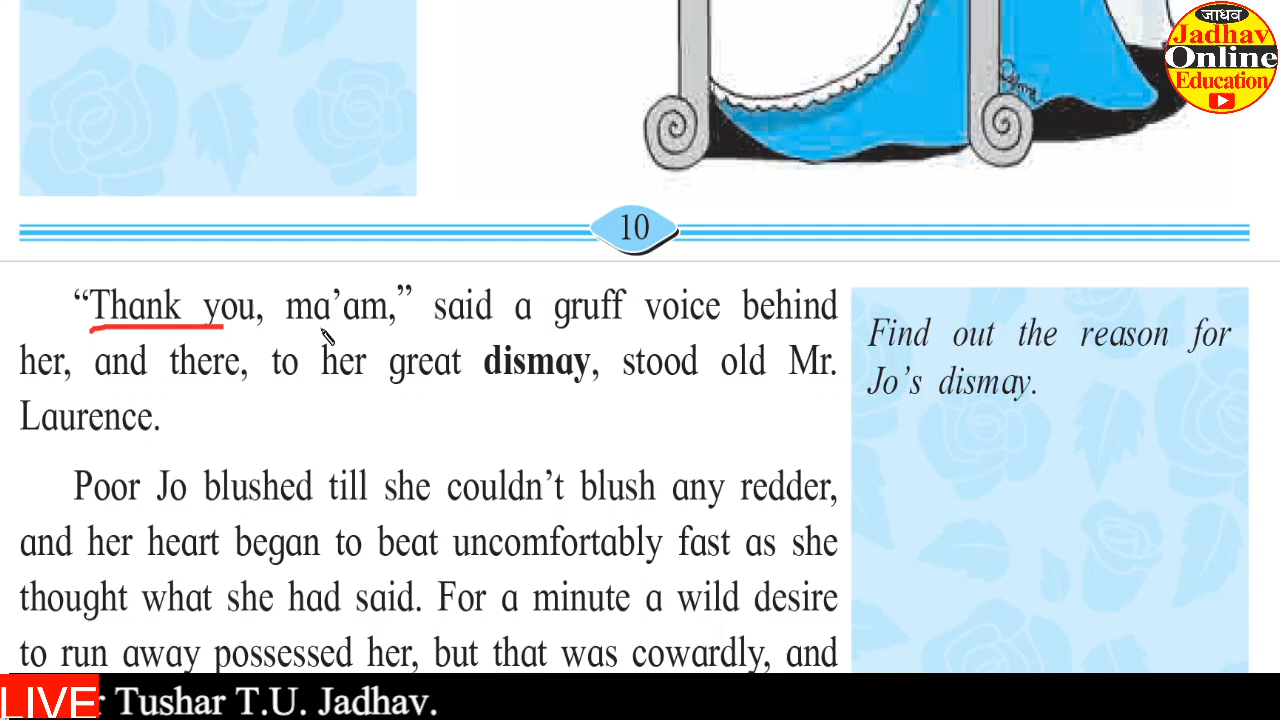 जाधव
Jadhav
Online
Education
10
“Thank you, ma’am,” said a gruff voice behind
her, and there, to her great dismay, stood old Mr.
Laurence.
Find out the reason for
Jo’s dismay.
Poor Jo blushed till she couldn’t blush any redder,
and her heart began to beat uncomfortably fast as she
thought what she had said. For a minute a wild desire
to run away possessed her, but that was cowardly, and
LIVE r Tushar T.U. Jadhav.